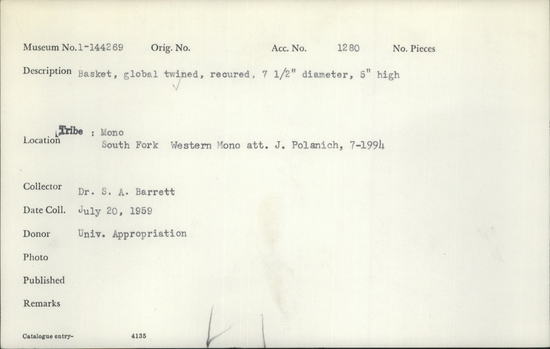 Museum No. 1-144269 Orig. No. Acc. No. 1280 No. Pieces
Description Basket, global twined, recured, 7 1/2" diameter, 5" high
Tribe : Mono
Location South Fork Western Mono att. J. Polanich, 7-1994
Collector Dr. S. A. Barrett
Date Coll. July 20, 1959
Donor Univ. Appropriation
Photo
Published
Remarks
Catalogue entry- 4135